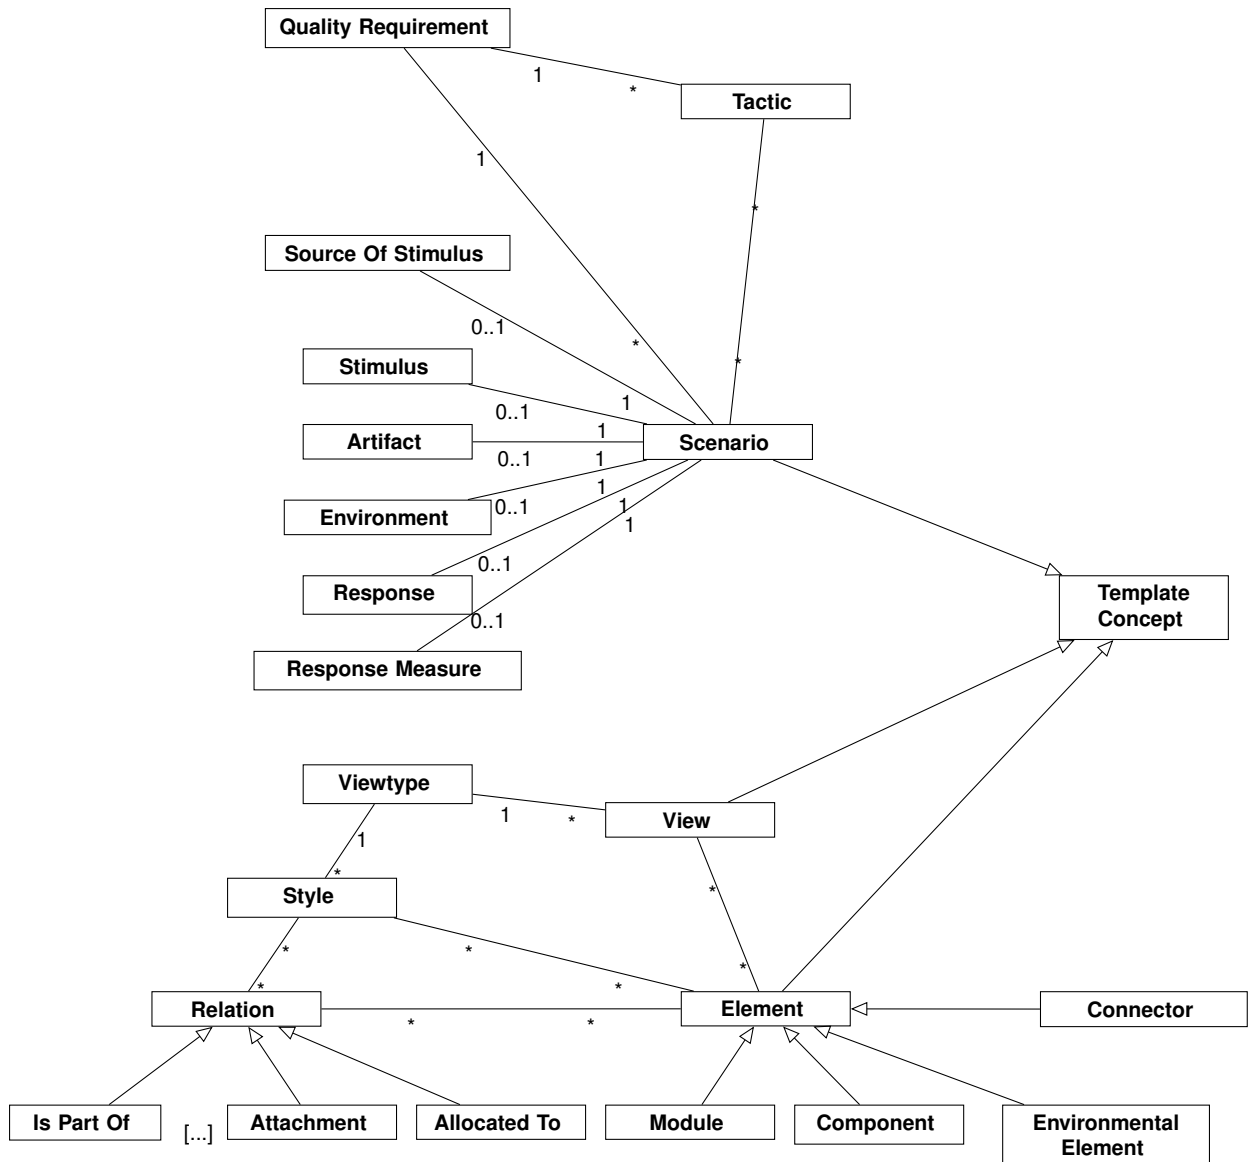 Quality Requirement
1
*
Tactic
1
*
Source Of Stimulus
0..1
*
*
Stimulus
1
0..1
Artifact
1
Scenario
0..1
1
1
Environment
0..1
1
1
0..1
Response
Template
Concept
0..1
Response Measure
Viewtype
1
*
View
1
*
Style
*
*
*
*
*
*
Relation
Element
Connector
*
*
Is Part Of
[...]
Attachment
Allocated To
Module
Component
Environmental
Element